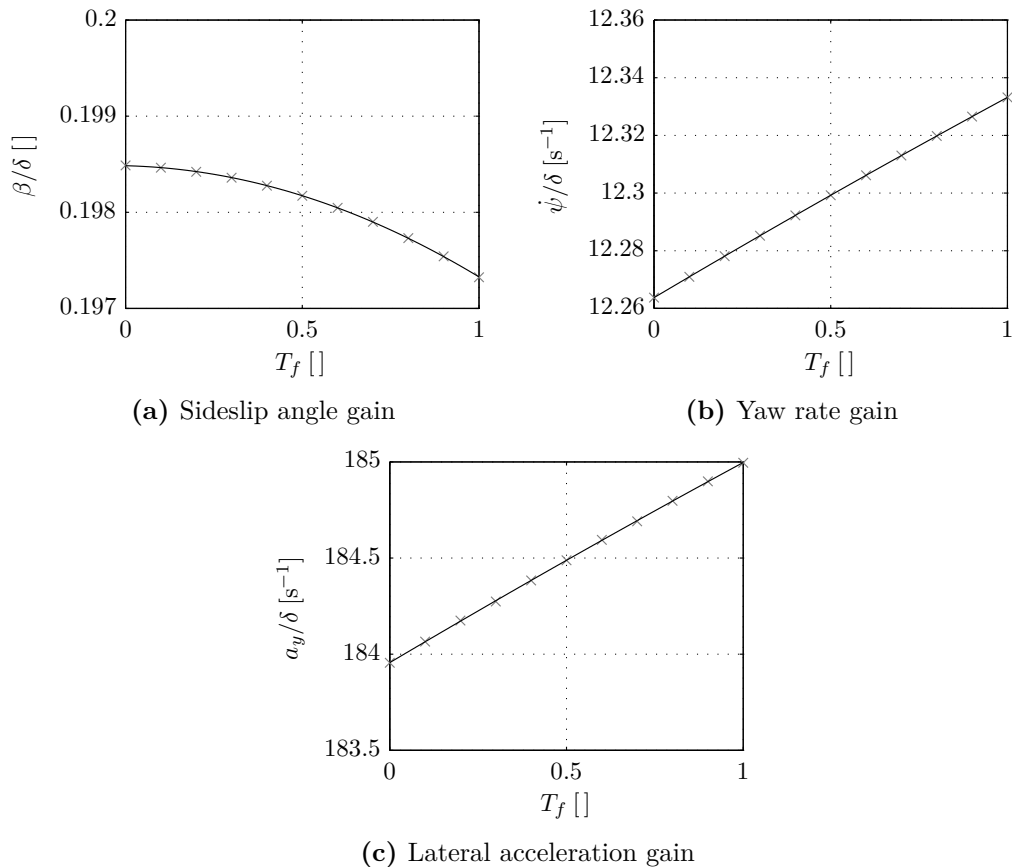 0.2
0.199
0.198
0.197
β/δ [ ]
0
0.5
1
T_f [ ]
(a) Sideslip angle gain
12.36
12.34
12.32
12.3
12.28
12.26
ψ̇/δ [s⁻¹]
0
0.5
1
T_f [ ]
(b) Yaw rate gain
185
184.5
184
183.5
a_y/δ [s⁻¹]
0
0.5
1
T_f [ ]
(c) Lateral acceleration gain